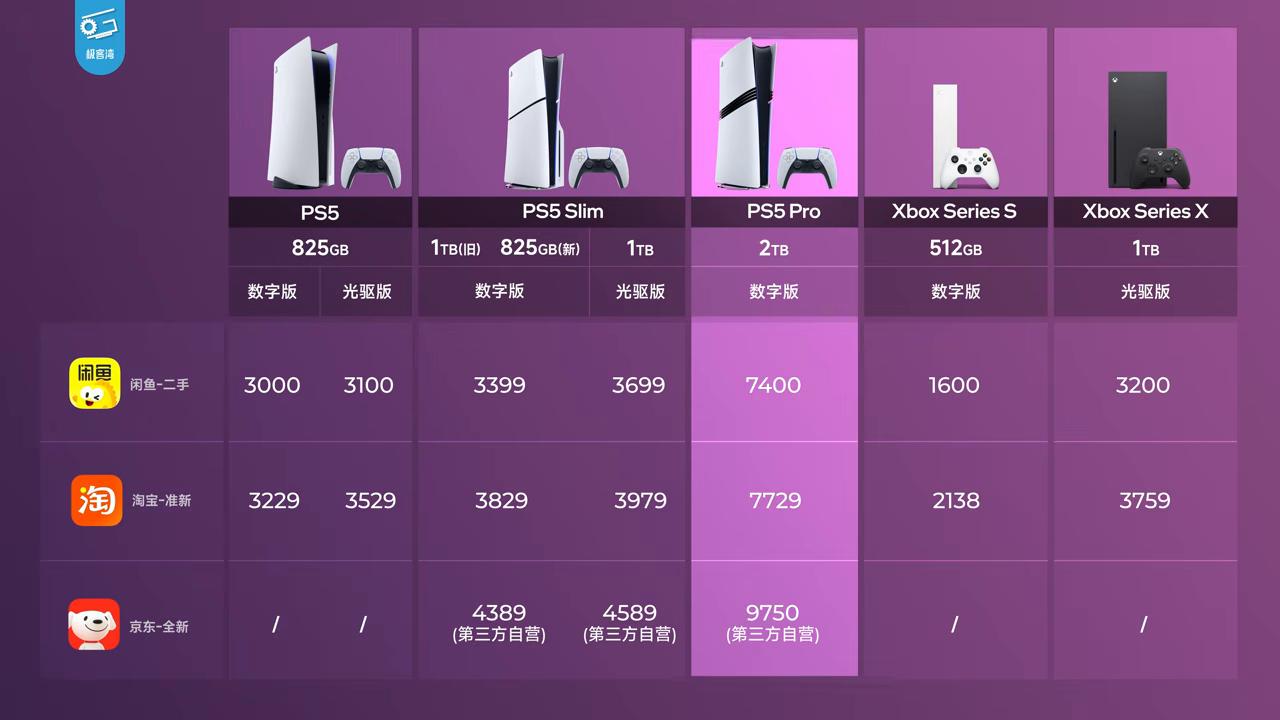 极客湾
PS5
PS5 Slim
PS5 Pro
Xbox Series S
Xbox Series X
825GB
1TB(旧)
825GB(新)
1TB
2TB
512GB
1TB
数字版
光驱版
数字版
光驱版
数字版
数字版
光驱版
闲鱼
闲鱼-二手
3000
3100
3399
3699
7400
1600
3200
淘
淘宝-准新
3229
3529
3829
3979
7729
2138
3759
京东-全新
/
/
4389
(第三方自营)
4589
(第三方自营)
9750
(第三方自营)
/
/